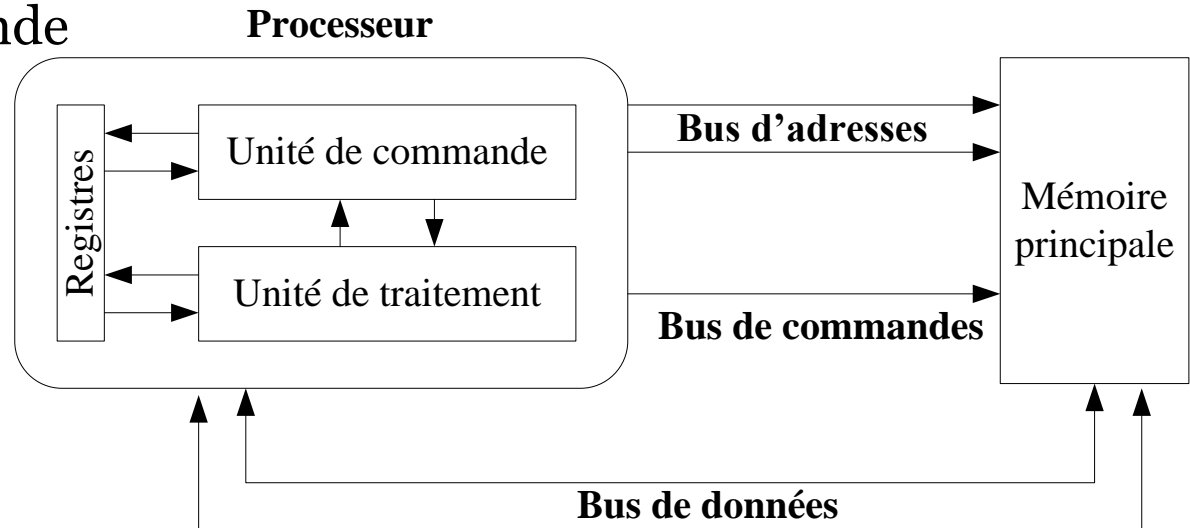 nde
Processeur
Registres
Unité de commande
Unité de traitement
Bus d’adresses
Bus de commandes
Mémoire
principale
Bus de données